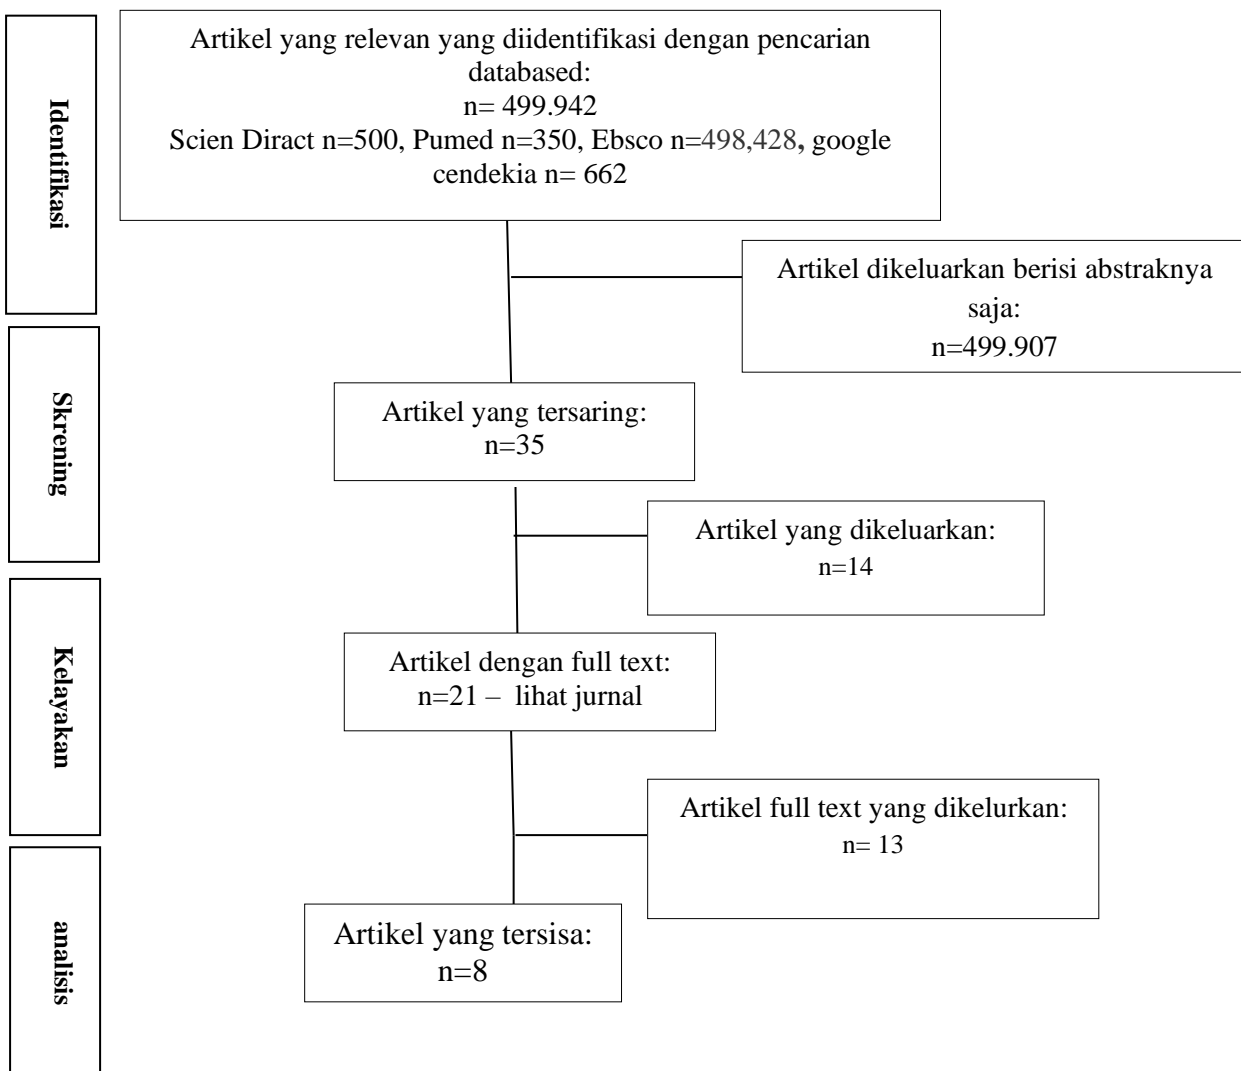 Identifikasi
Artikel yang relevan yang diidentifikasi dengan pencarian
databased:
n= 499.942
Scien Diract n=500, Pumed n=350, Ebsco n=498,428, google
cendekia n= 662
Artikel dikeluarkan berisi abstraknya
saja:
n=499.907
Skrening
Artikel yang tersaring:
n=35
Artikel yang dikeluarkan:
n=14
Kelayakan
Artikel dengan full text:
n=21 – lihat jurnal
Artikel full text yang dikelurkan:
n= 13
analisis
Artikel yang tersisa:
n=8